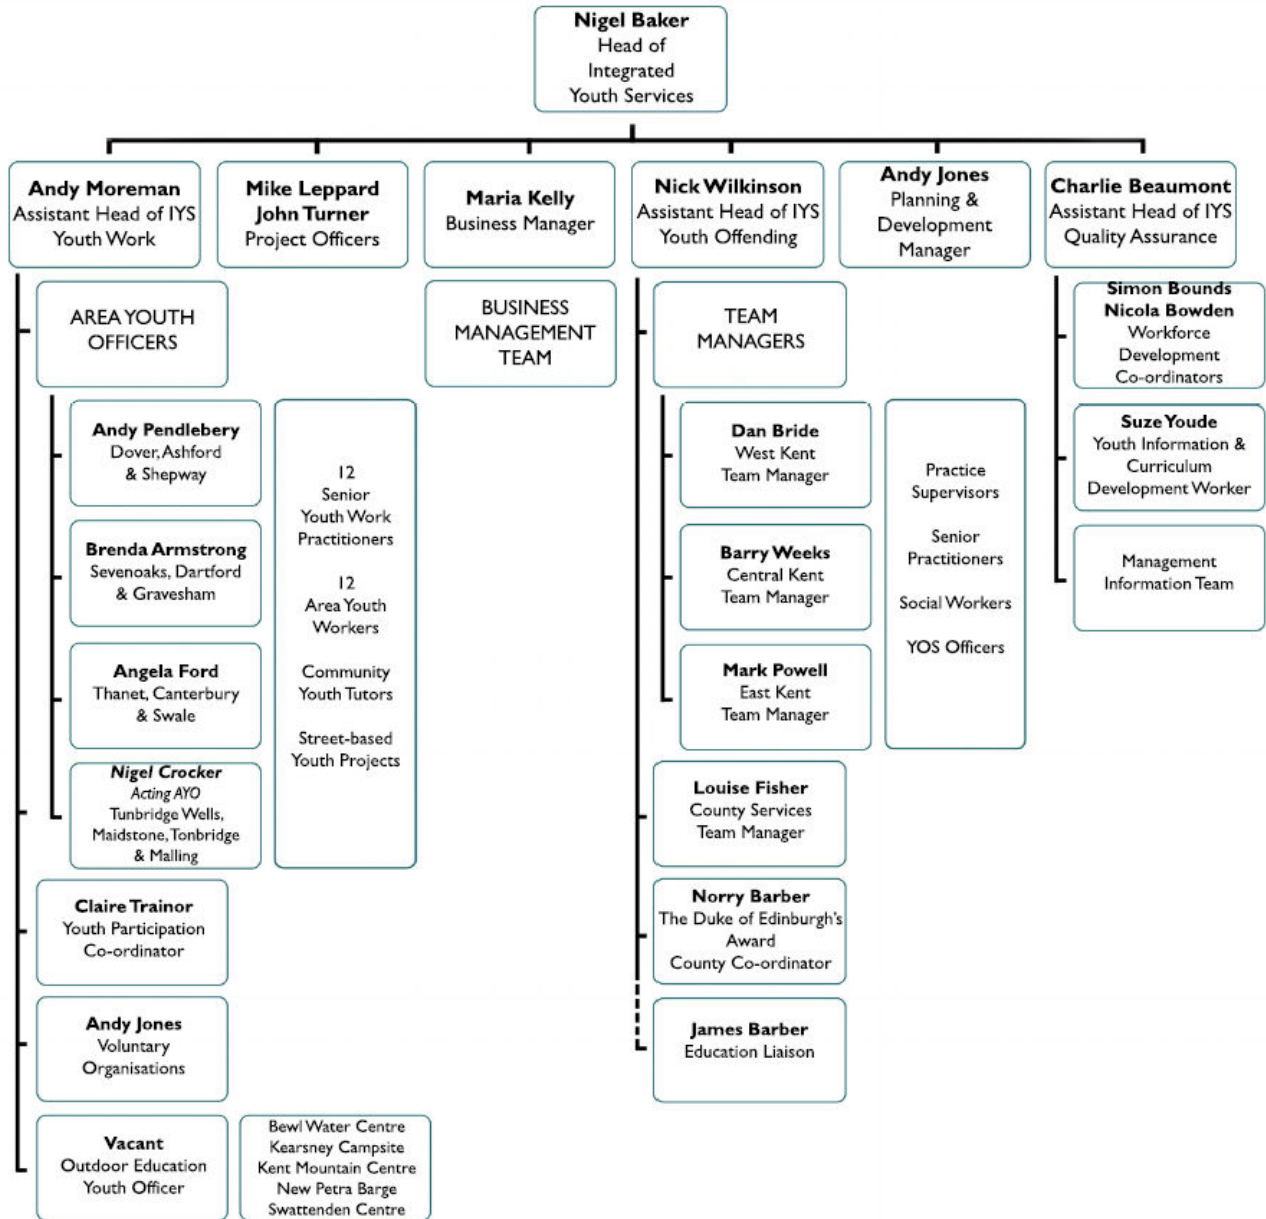 Nigel Baker
Head of
Integrated
Youth Services
Andy Moreman
Assistant Head of IYS
Youth Work
Mike Leppard
John Turner
Project Officers
Maria Kelly
Business Manager
Nick Wilkinson
Assistant Head of IYS
Youth Offending
Andy Jones
Planning &
Development
Manager
Charlie Beaumont
Assistant Head of IYS
Quality Assurance
AREA YOUTH
OFFICERS
Andy Pendlebery
Dover, Ashford
& Shepway
Brenda Armstrong
Sevenoaks, Dartford
& Gravesham
Angela Ford
Thanet, Canterbury
& Swale
Nigel Crocker
Acting AYO
Tunbridge Wells,
Maidstone, Tonbridge
& Malling
12
Senior
Youth Work
Practitioners
12
Area Youth
Workers
Community
Youth Tutors
Street-based
Youth Projects
Claire Trainor
Youth Participation
Co-ordinator
Andy Jones
Voluntary
Organisations
Vacant
Outdoor Education
Youth Officer
Bewl Water Centre
Kearsney Campsite
Kent Mountain Centre
New Petra Barge
Swattenden Centre
BUSINESS
MANAGEMENT
TEAM
TEAM
MANAGERS
Dan Bride
West Kent
Team Manager
Barry Weeks
Central Kent
Team Manager
Mark Powell
East Kent
Team Manager
Practice
Supervisors
Senior
Practitioners
Social Workers
YOS Officers
Louise Fisher
County Services
Team Manager
Norry Barber
The Duke of Edinburgh's
Award
County Co-ordinator
James Barber
Education Liaison
Simon Bounds
Nicola Bowden
Workforce
Development
Co-ordinators
Suze Youde
Youth Information &
Curriculum
Development Worker
Management
Information Team